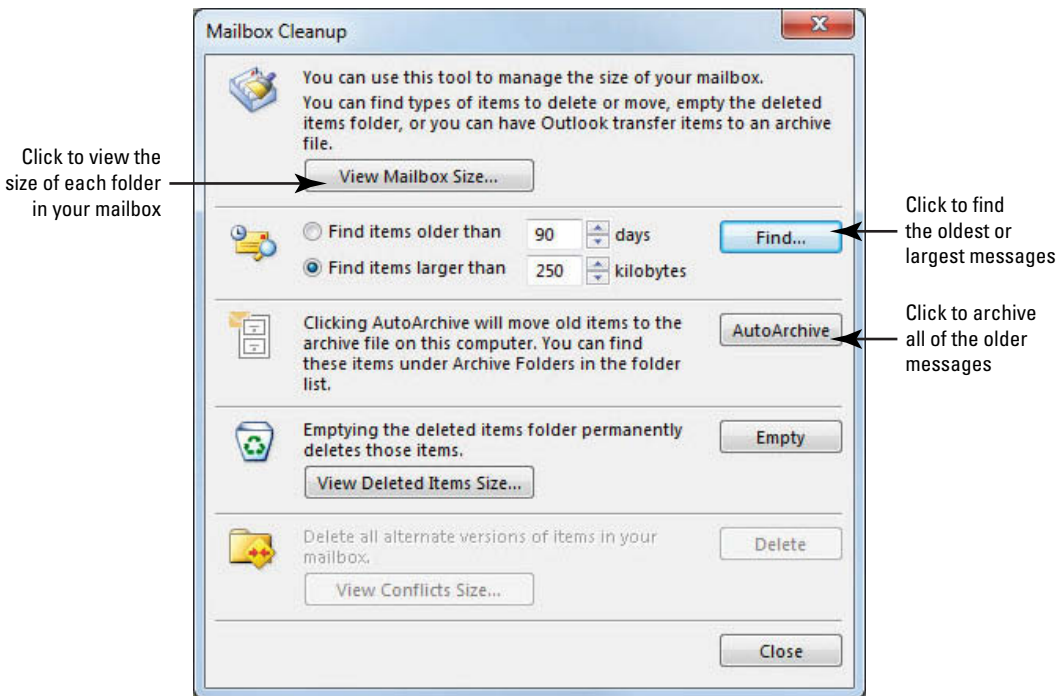 Mailbox Cleanup
You can use this tool to manage the size of your mailbox.
You can find types of items to delete or move, empty the deleted
items folder, or you can have Outlook transfer items to an archive
file.
View Mailbox Size...
Click to view the
size of each folder
in your mailbox
Find items older than 90 days
Find items larger than 250 kilobytes
Find...
Click to find
the oldest or
largest messages
Clicking AutoArchive will move old items to the
archive file on this computer. You can find
these items under Archive Folders in the folder
list.
AutoArchive
Click to archive
all of the older
messages
Emptying the deleted items folder permanently
deletes those items.
Empty
View Deleted Items Size...
Delete all alternate versions of items in your
mailbox.
Delete
View Conflicts Size...
Close